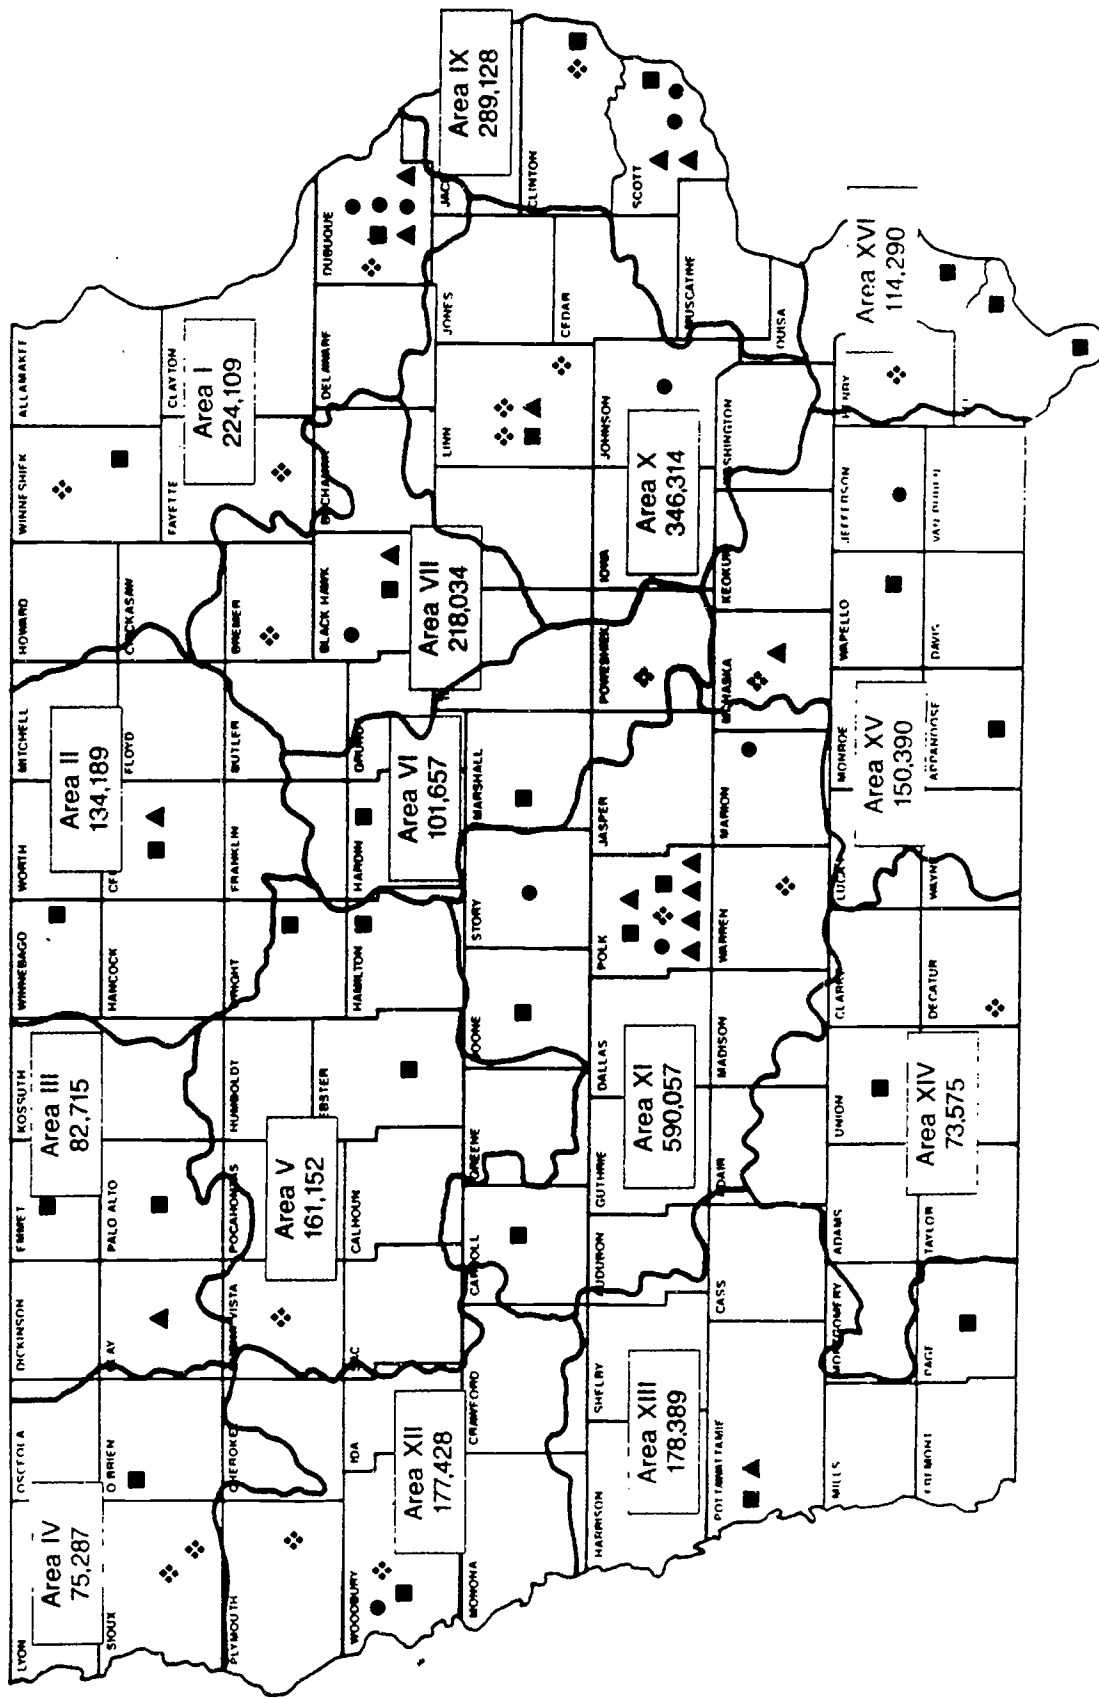 LYON
OSCEOLA
DICKINSON
EMMET
KOSSUTH
WINNEBAGO
WORTH
MITCHELL
HOWARD
WINNESHIEK
ALLAMAKEE
Area IV
75,287
Area III
82,715
Area II
134,189
SIOUX
O BRIEN
PALO ALTO
HANCOCK
FLOYD
CHICKASAW
FAYETTE
CLAYTON
Area I
224,109
PLYMOUTH
CHEROKEE
VISTA
POCAHONTAS
HUMBOLDT
WRIGHT
FRANKLIN
BUTLER
BREMER
Area V
161,152
BLACK HAWK
BUCHANAN
DELAWARE
DUBUQUE
WOODBURY
IDA
SAC
CALHOUN
HAMILTON
HARDIN
GRUNDY
Area XII
177,428
Area VI
101,657
Area VII
218,034
Area IX
289,128
MONONA
CRAWFORD
CARROLL
GREENE
STORY
MARSHALL
LINN
JONES
CLINTON
CEDAR
HARRISON
SHELBY
AUDUBON
GUTHRIE
DALLAS
POLK
JASPER
POWESHIEK
IOWA
JOHNSON
SCOTT
Area XIII
178,389
Area XI
590,057
Area X
346,314
MUSCATINE
POTTAWATTAMIE
CASS
MADISON
WARREN
MARION
MAHASKA
KEOKUK
WASHINGTON
MILLS
MONTGOMERY
ADAMS
UNION
CLARKE
MONROE
WAPELLO
JEFFERSON
HENRY
Area XIV
73,575
Area XV
150,390
Area XVI
114,290
PAGE
TAYLOR
DECATUR
WAYNE
APPANOOSE
DAVIS